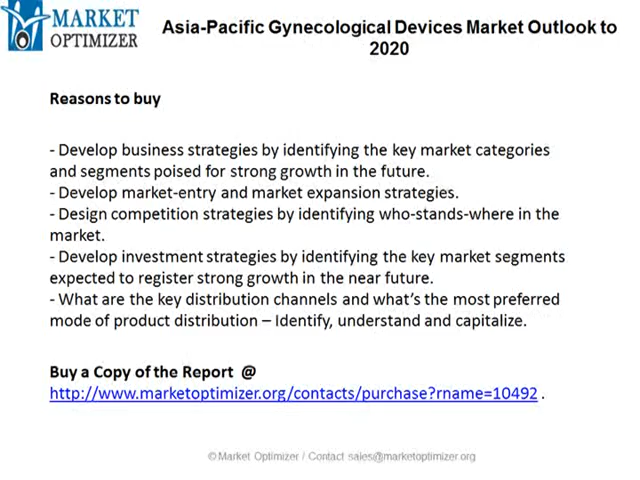 MARKET
OPTIMIZER
Asia-Pacific Gynecological Devices Market Outlook to
2020
Reasons to buy
- Develop business strategies by identifying the key market categories
and segments poised for strong growth in the future.
- Develop market-entry and market expansion strategies.
- Design competition strategies by identifying who-stands-where in the
market.
- Develop investment strategies by identifying the key market segments
expected to register strong growth in the near future.
- What are the key distribution channels and what's the most preferred
mode of product distribution – Identify, understand and capitalize.
Buy a Copy of the Report @
http://www.marketoptimizer.org/contacts/purchase?rname=10492 .
© Market Optimizer / Contact sales@marketoptimizer.org